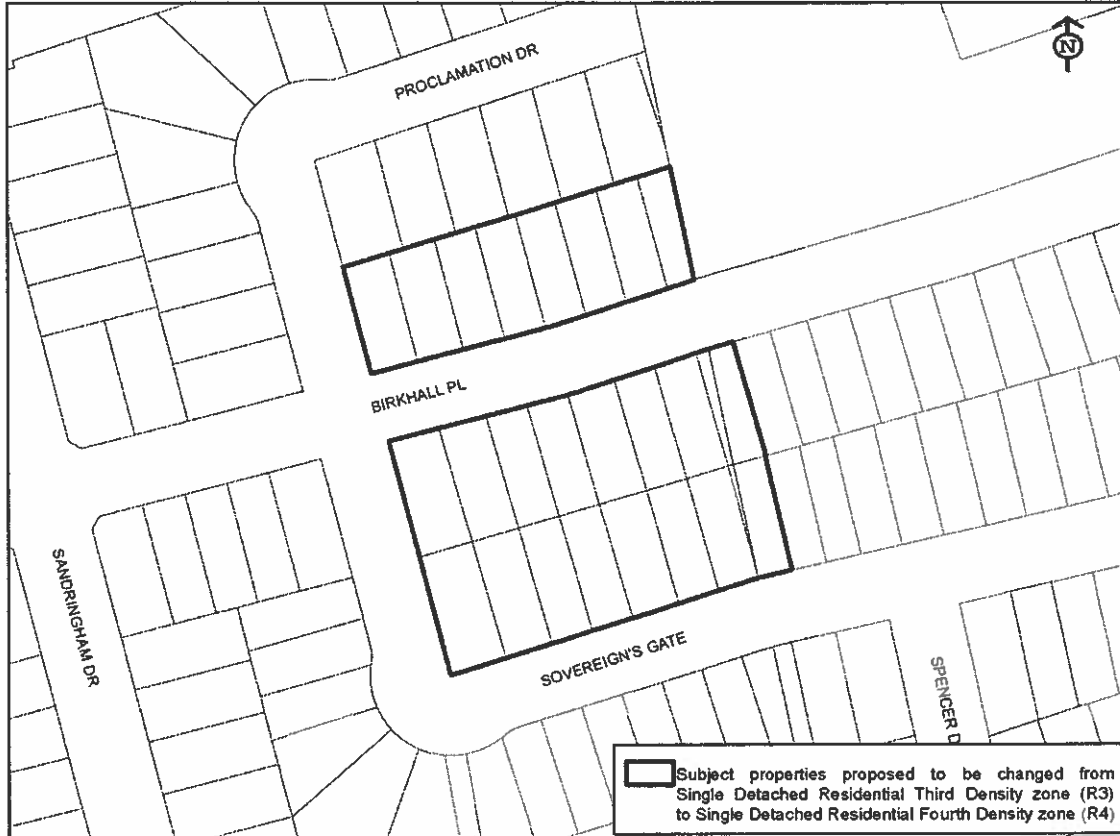 N
PROCLAMATION DR
BIRKHALL PL
SANDRINGHAM DR
SOVEREIGN'S GATE
SPENCER D
Subject properties proposed to be changed from
Single Detached Residential Third Density zone (R3)
to Single Detached Residential Fourth Density zone (R4)